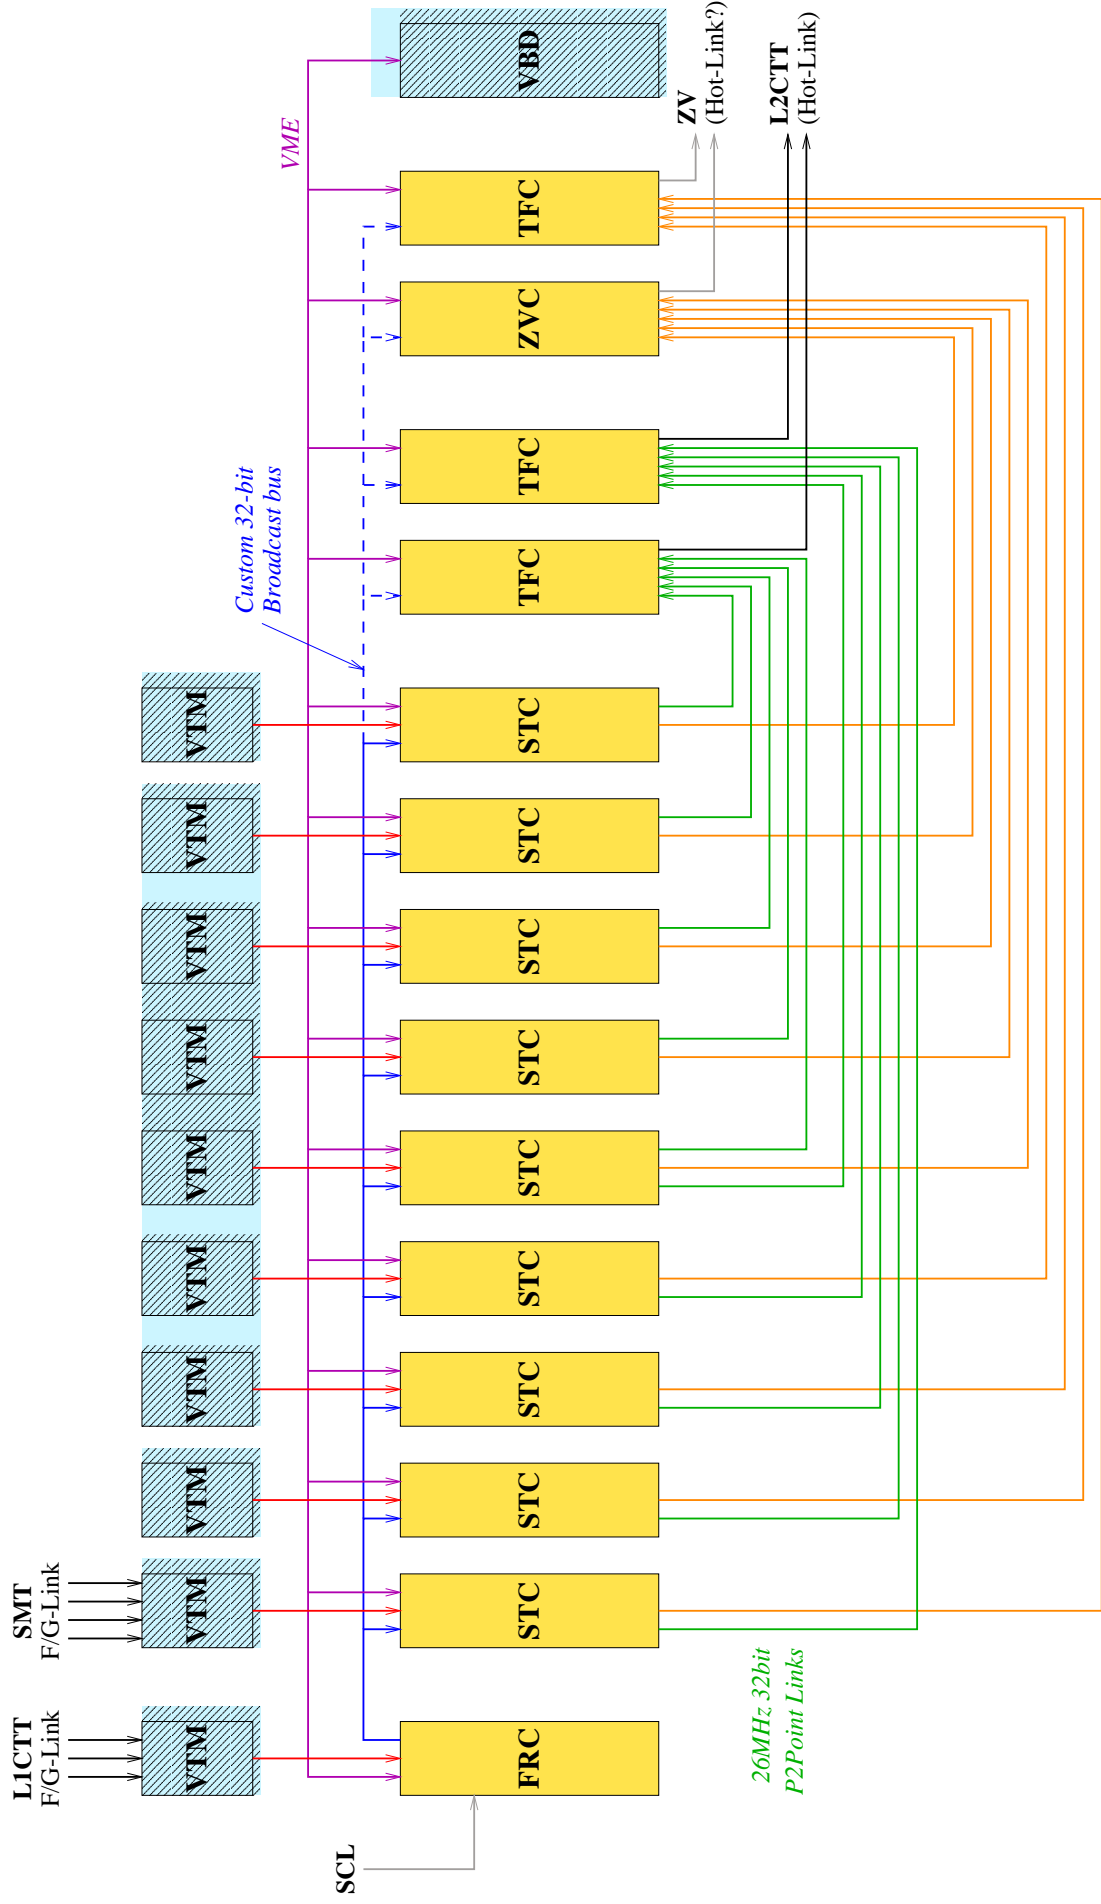 L1CTT
F/G-Link
SMT
F/G-Link
VTM
VTM
VTM
VTM
VTM
VTM
VTM
VTM
VTM
VTM
Custom 32-bit
Broadcast bus
VME
SCL
FRC
STC
STC
STC
STC
STC
STC
STC
STC
STC
TFC
TFC
ZVC
TFC
VBD
ZV
(Hot-Link?)
L2CTT
(Hot-Link)
26MHz 32bit
P2Point Links